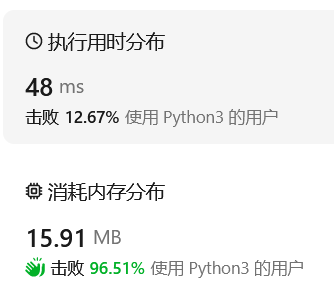 执行用时分布
48 ms
击败 12.67% 使用 Python3 的用户
消耗内存分布
15.91 MB
击败 96.51% 使用 Python3 的用户